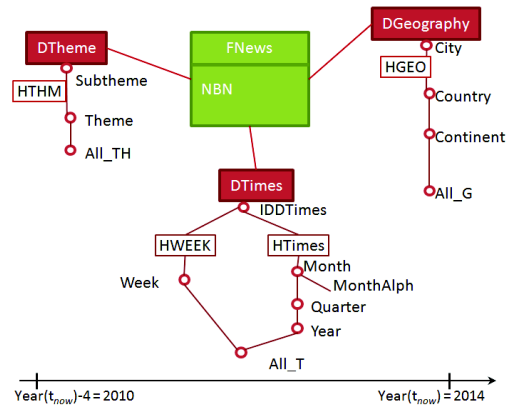 DTheme
FNews
DGeography
Subtheme
HTHM
NBN
City
HGEO
Theme
Country
All_TH
Continent
DTimes
All_G
IDDTimes
HWEEK
HTimes
Week
Month
MonthAlph
Quarter
Year
All_T
Year(tnow)-4=2010
Year(tnow)=2014